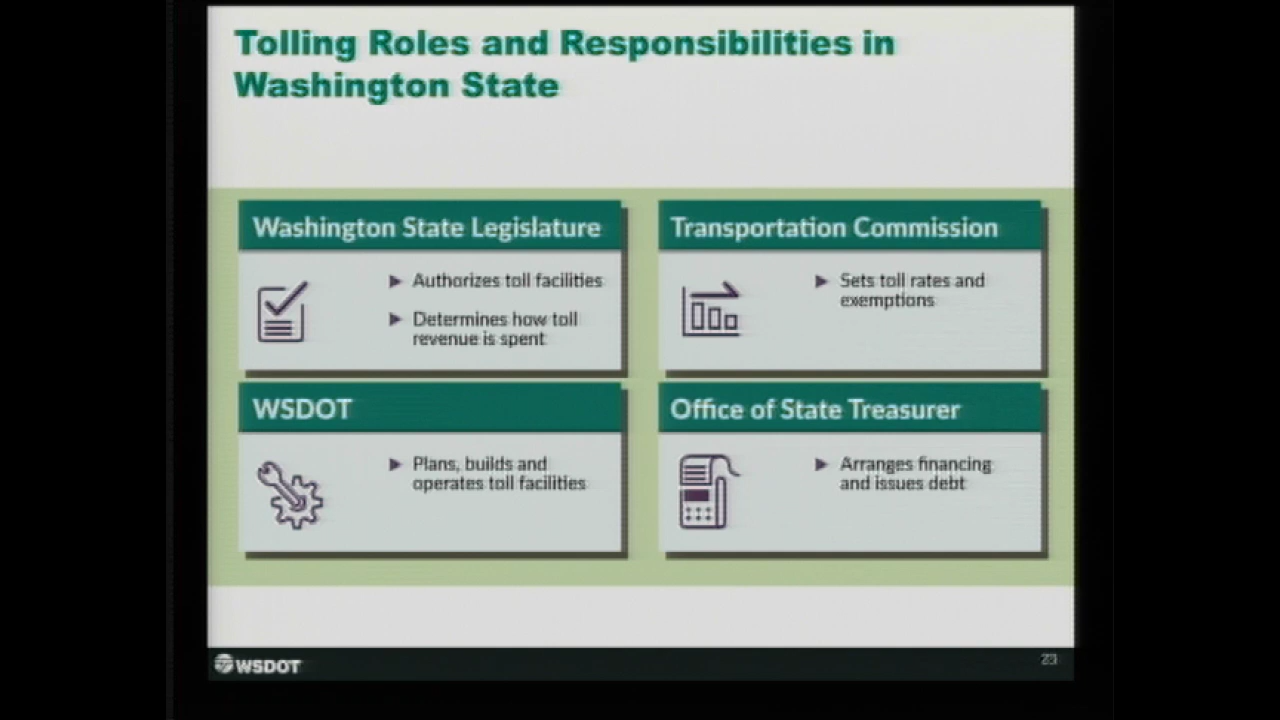 Tolling Roles and Responsibilities in
Washington State
Washington State Legislature
Authorizes toll facilities
Determines how toll
revenue is spent
Transportation Commission
Sets toll rates and
exemptions
WSDOT
Plans, builds and
operates toll facilities
Office of State Treasurer
Arranges financing
and issues debt
WSDOT
23